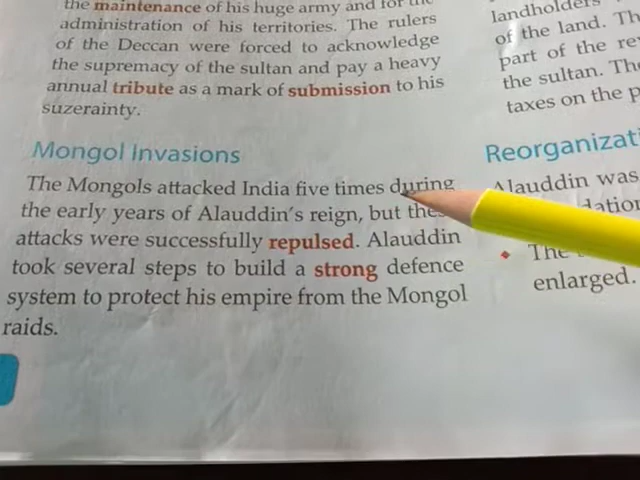 the maintenance of his huge army and for the
administration of his territories. The rulers
of the Deccan were forced to acknowledge
the supremacy of the sultan and pay a heavy
annual tribute as a mark of submission to his
suzerainty.
Mongol Invasions
The Mongols attacked India five times during
the early years of Alauddin's reign, but
attacks were successfully repulsed. Alauddin
took several steps to build a strong defence
system to protect his empire from the Mongol
raids.
landholders
of the land.
part of the
the sultan.
taxes on the
Alauddin was
The
enlarged.